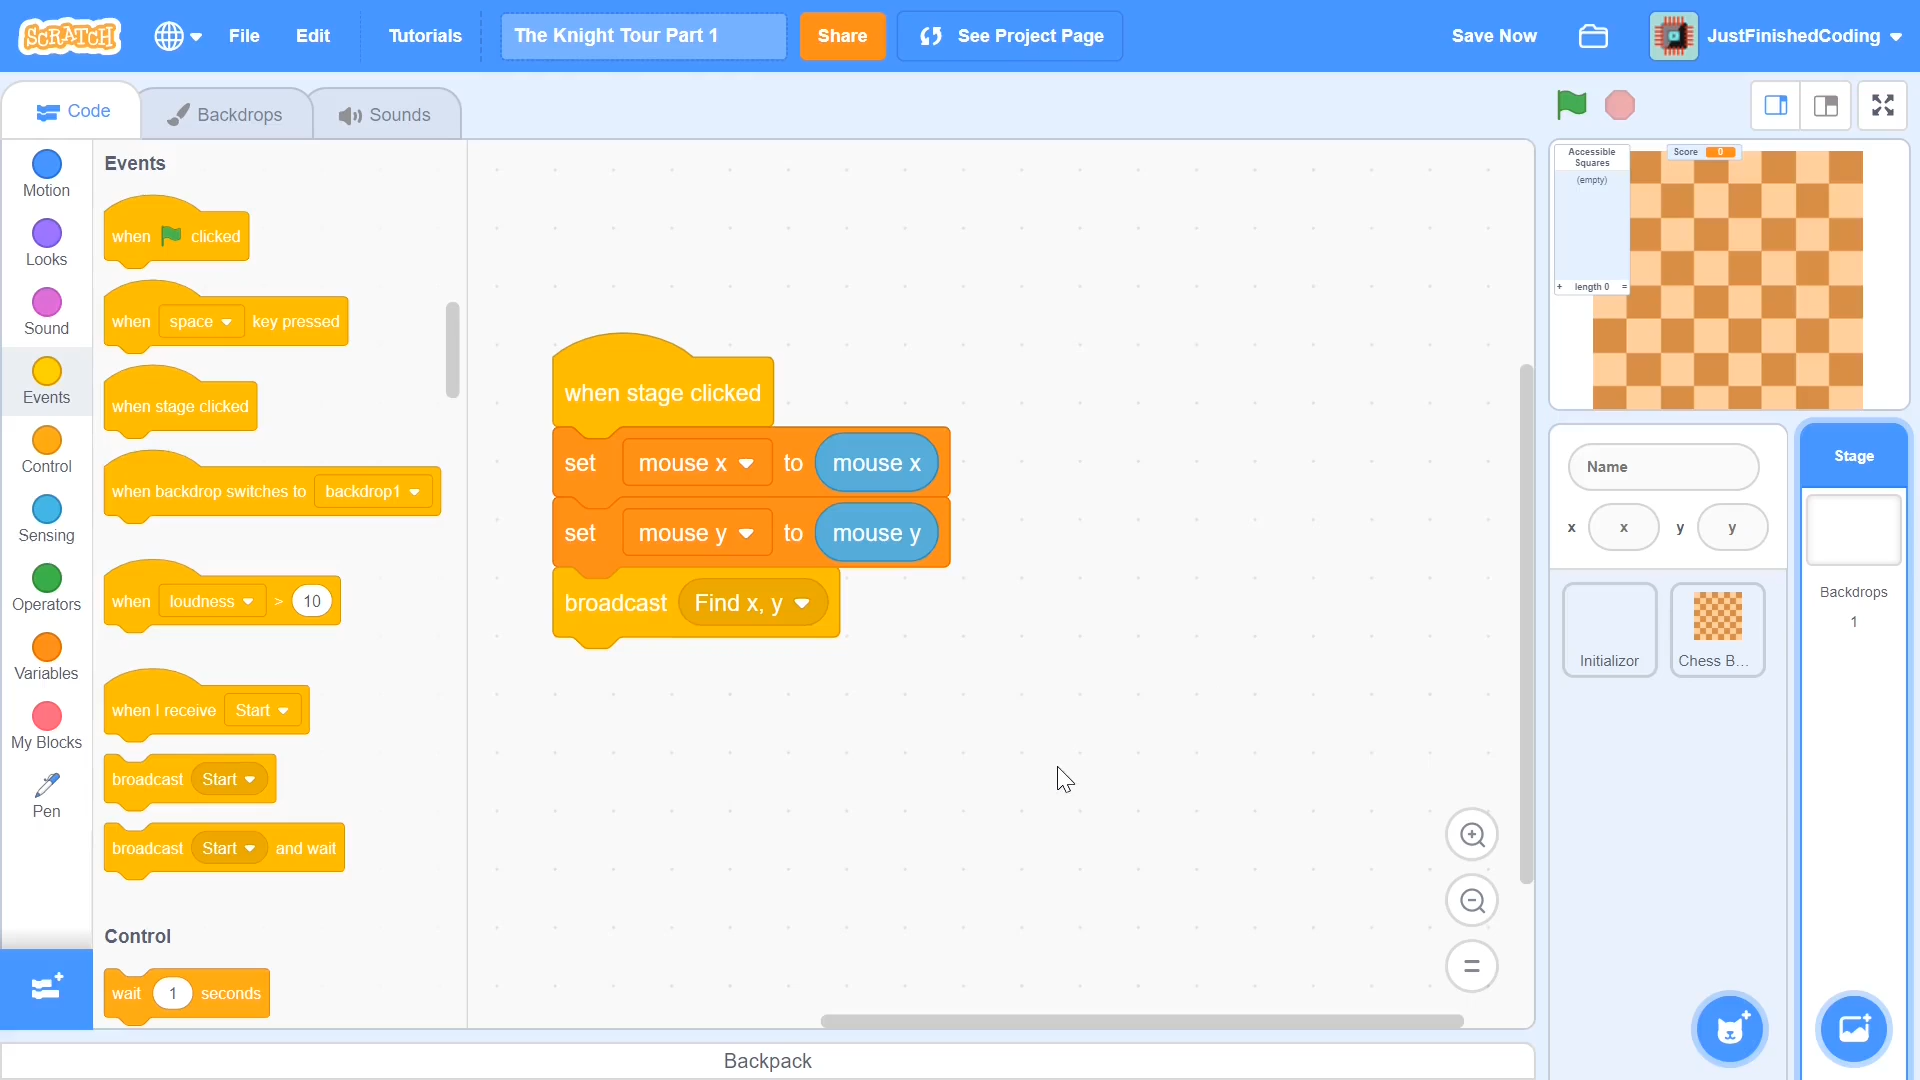 SCRATCH
File
Edit
Tutorials
The Knight Tour Part 1
Share
See Project Page
Save Now
JustFinishedCoding
Code
Backdrops
Sounds
Motion
Looks
Sound
Events
Control
Sensing
Operators
Variables
My Blocks
Pen
Events
when clicked
when space key pressed
when stage clicked
when backdrop switches to backdrop1
when loudness > 10
when I receive Start
broadcast Start
broadcast Start and wait
Control
wait 1 seconds
when stage clicked
set mouse x to mouse x
set mouse y to mouse y
broadcast Find x, y
Accessible
Squares
(empty)
+ length 0 =
Score 0
Name
x x y y
Initializor
Chess B...
Stage
Backdrops
1
Backpack